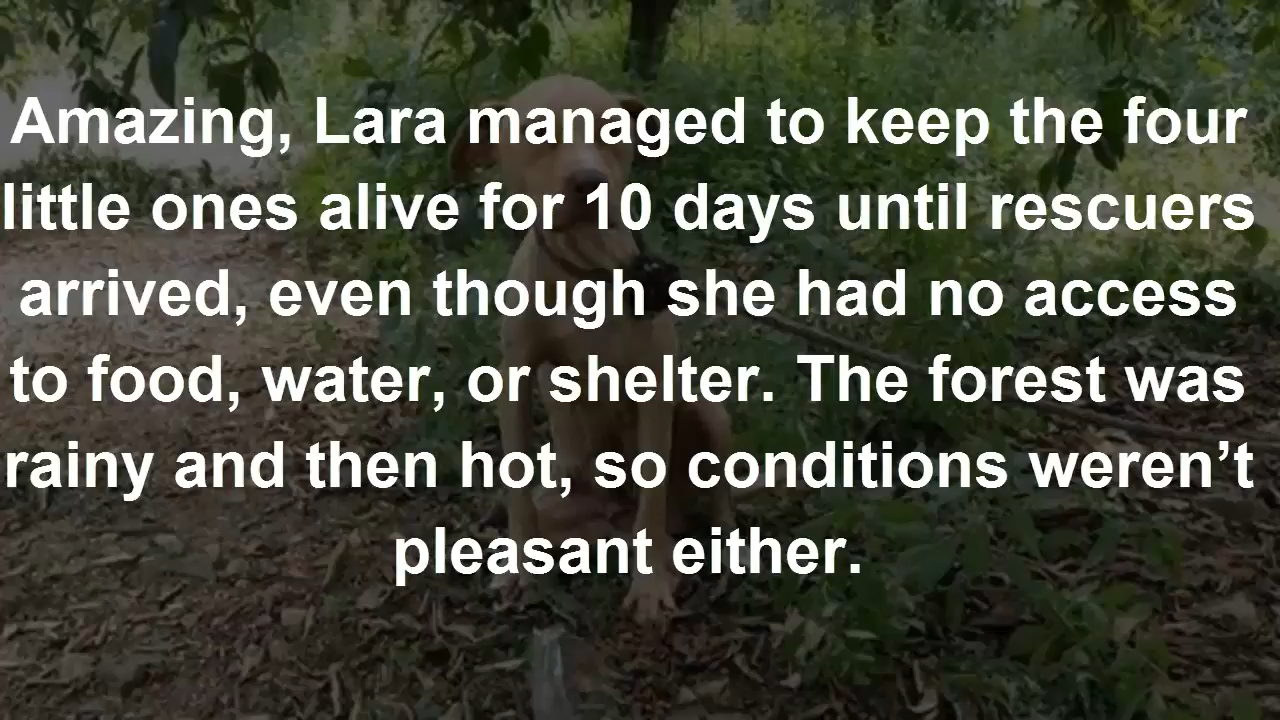 Amazing, Lara managed to keep the four
little ones alive for 10 days until rescuers
arrived, even though she had no access
to food, water, or shelter. The forest was
rainy and then hot, so conditions weren’t
pleasant either.